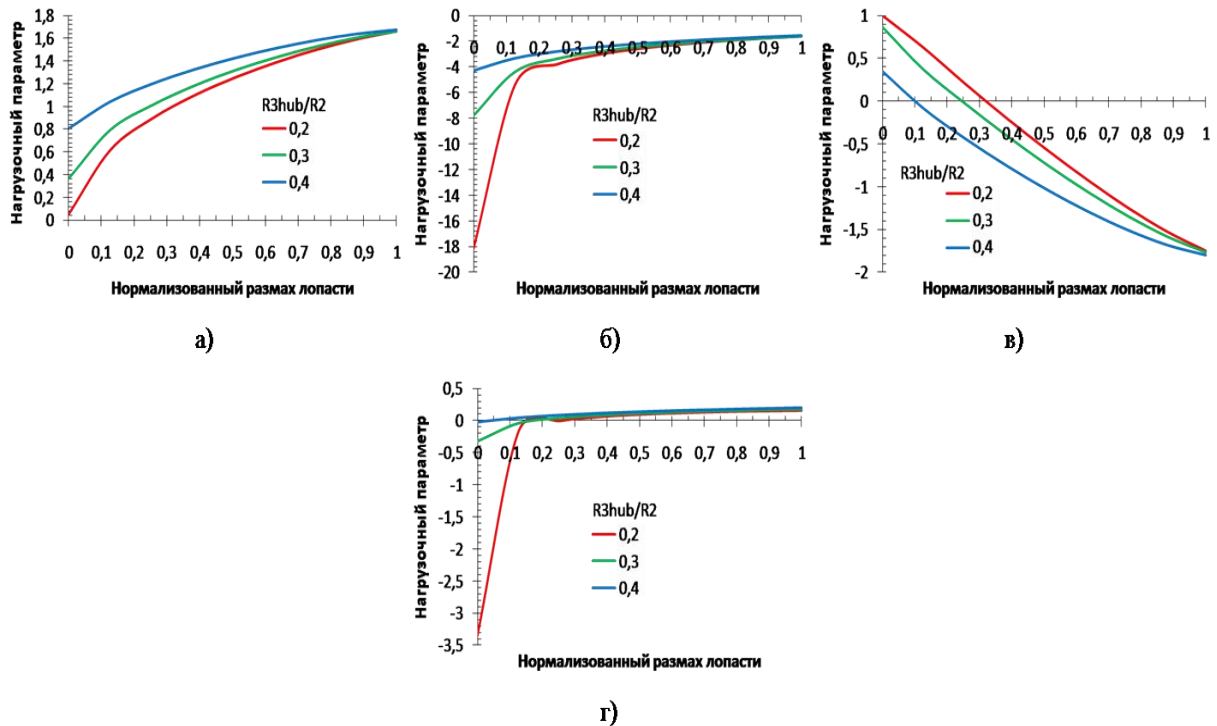 Нагрузочный параметр
1,8
1,6
1,4
1,2
1
0,8
0,6
0,4
0,2
0
0 0,1 0,2 0,3 0,4 0,5 0,6 0,7 0,8 0,9 1
R3hub/R2
0,2
0,3
0,4
Нормализованный размах лопасти
а)
Нагрузочный параметр
0
-2
-4
-6
-8
-10
-12
-14
-16
-18
-20
0 0,1 0,2 0,3 0,4 0,5 0,6 0,7 0,8 0,9 1
R3hub/R2
0,2
0,3
0,4
Нормализованный размах лопасти
б)
Нагрузочный параметр
1
0,5
0
-0,5
-1
-1,5
-2
0 0,1 0,2 0,3 0,4 0,5 0,6 0,7 0,8 0,9 1
R3hub/R2
0,2
0,3
0,4
Нормализованный размах лопасти
в)
Нагрузочный параметр
0,5
0
-0,5
-1
-1,5
-2
-2,5
-3
-3,5
0 0,1 0,2 0,3 0,4 0,5 0,6 0,7 0,8 0,9 1
R3hub/R2
0,2
0,3
0,4
Нормализованный размах лопасти
г)